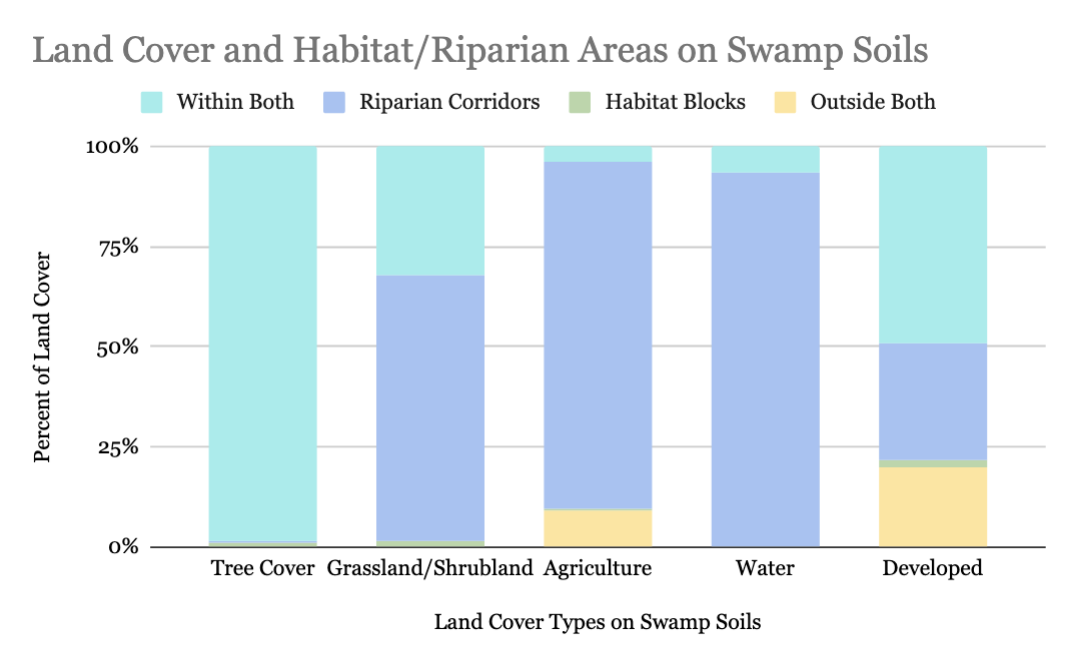 Land Cover and Habitat/Riparian Areas on Swamp Soils
Within Both Riparian Corridors Habitat Blocks Outside Both
100%
75%
50%
25%
0%
Percent of Land Cover
Tree Cover Grassland/Shrubland Agriculture Water Developed
Land Cover Types on Swamp Soils